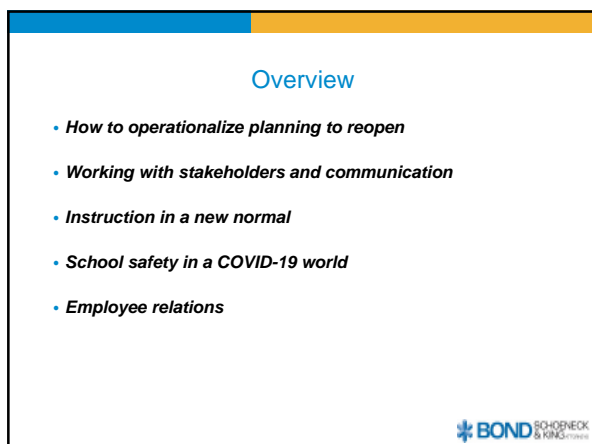 Overview
• How to operationalize planning to reopen
• Working with stakeholders and communication
• Instruction in a new normal
• School safety in a COVID-19 world
• Employee relations
BOND SCHOENECK
& KING